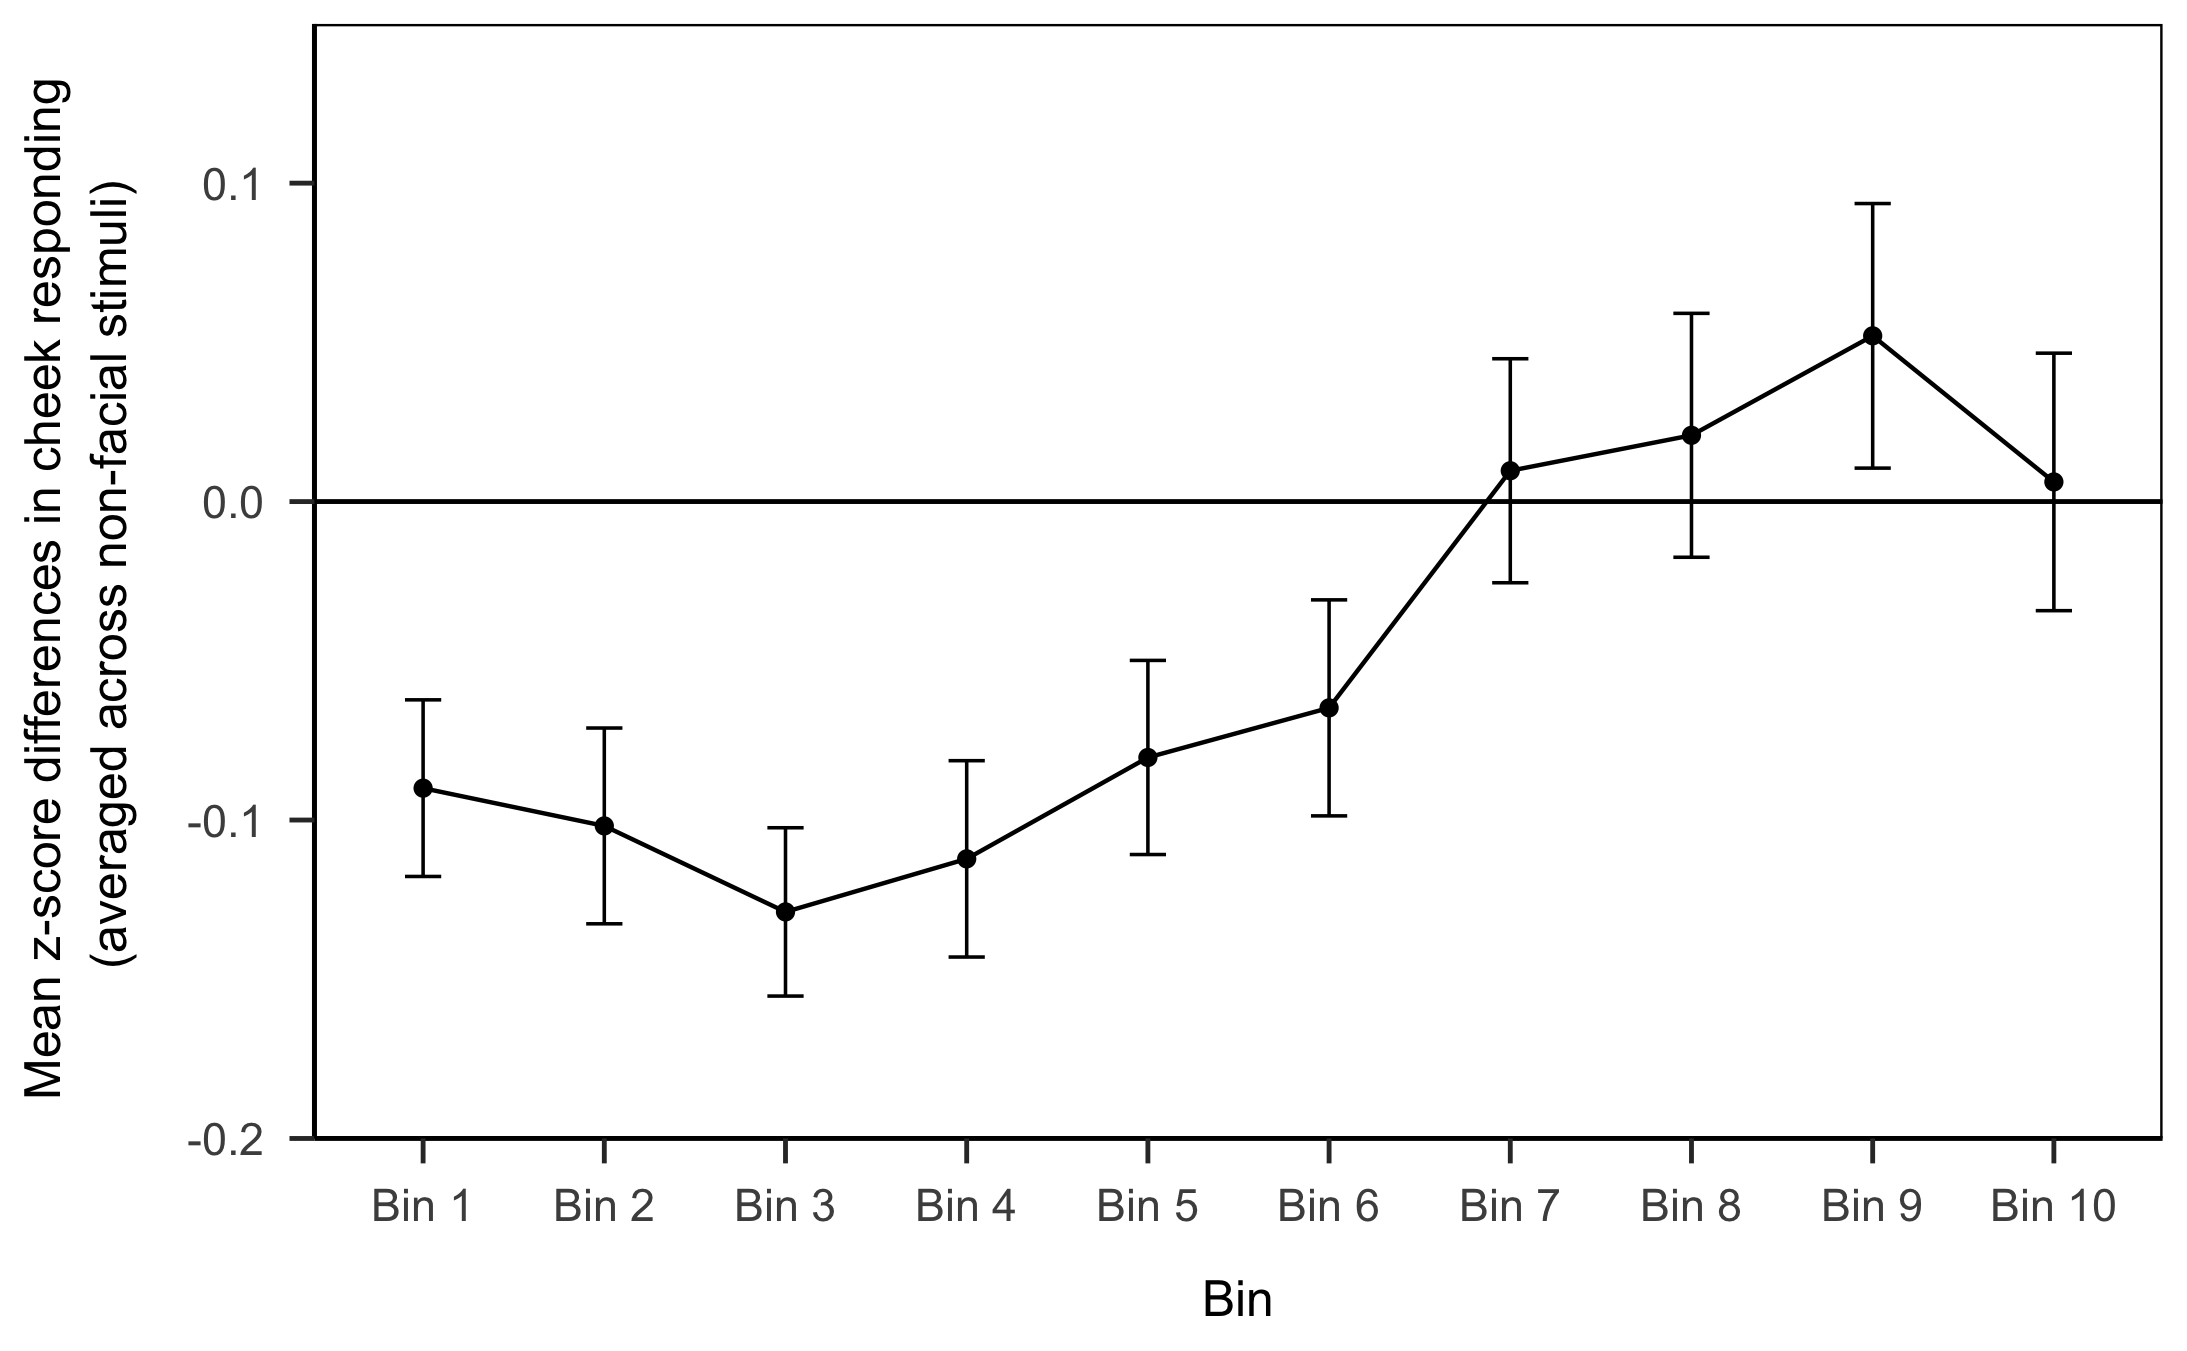 Mean z-score differences in cheek responding
(averaged across non-facial stimuli)
0.1
0.0
-0.1
-0.2
Bin 1 Bin 2 Bin 3 Bin 4 Bin 5 Bin 6 Bin 7 Bin 8 Bin 9 Bin 10
Bin